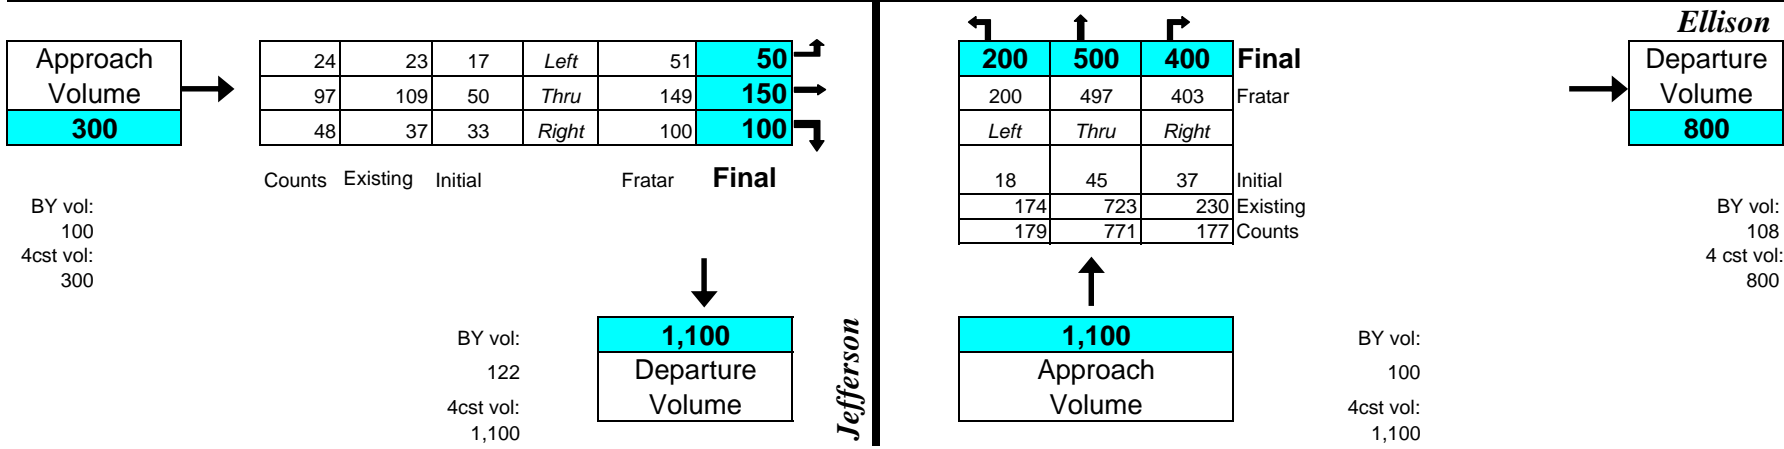 Ellison
Approach
Volume
300
24 23 17 Left 51 50
97 109 50 Thru 149 150
48 37 33 Right 100 100
Counts Existing Initial Fratar Final
BY vol:
100
4cst vol:
300
200 500 400 Final
200 497 403 Fratar
Left Thru Right
18 45 37 Initial
174 723 230 Existing
179 771 177 Counts
Departure
Volume
800
BY vol:
108
4 cst vol:
800
BY vol:
122
4cst vol:
1,100
1,100
Departure
Volume
Jefferson
1,100
Approach
Volume
BY vol:
100
4cst vol:
1,100